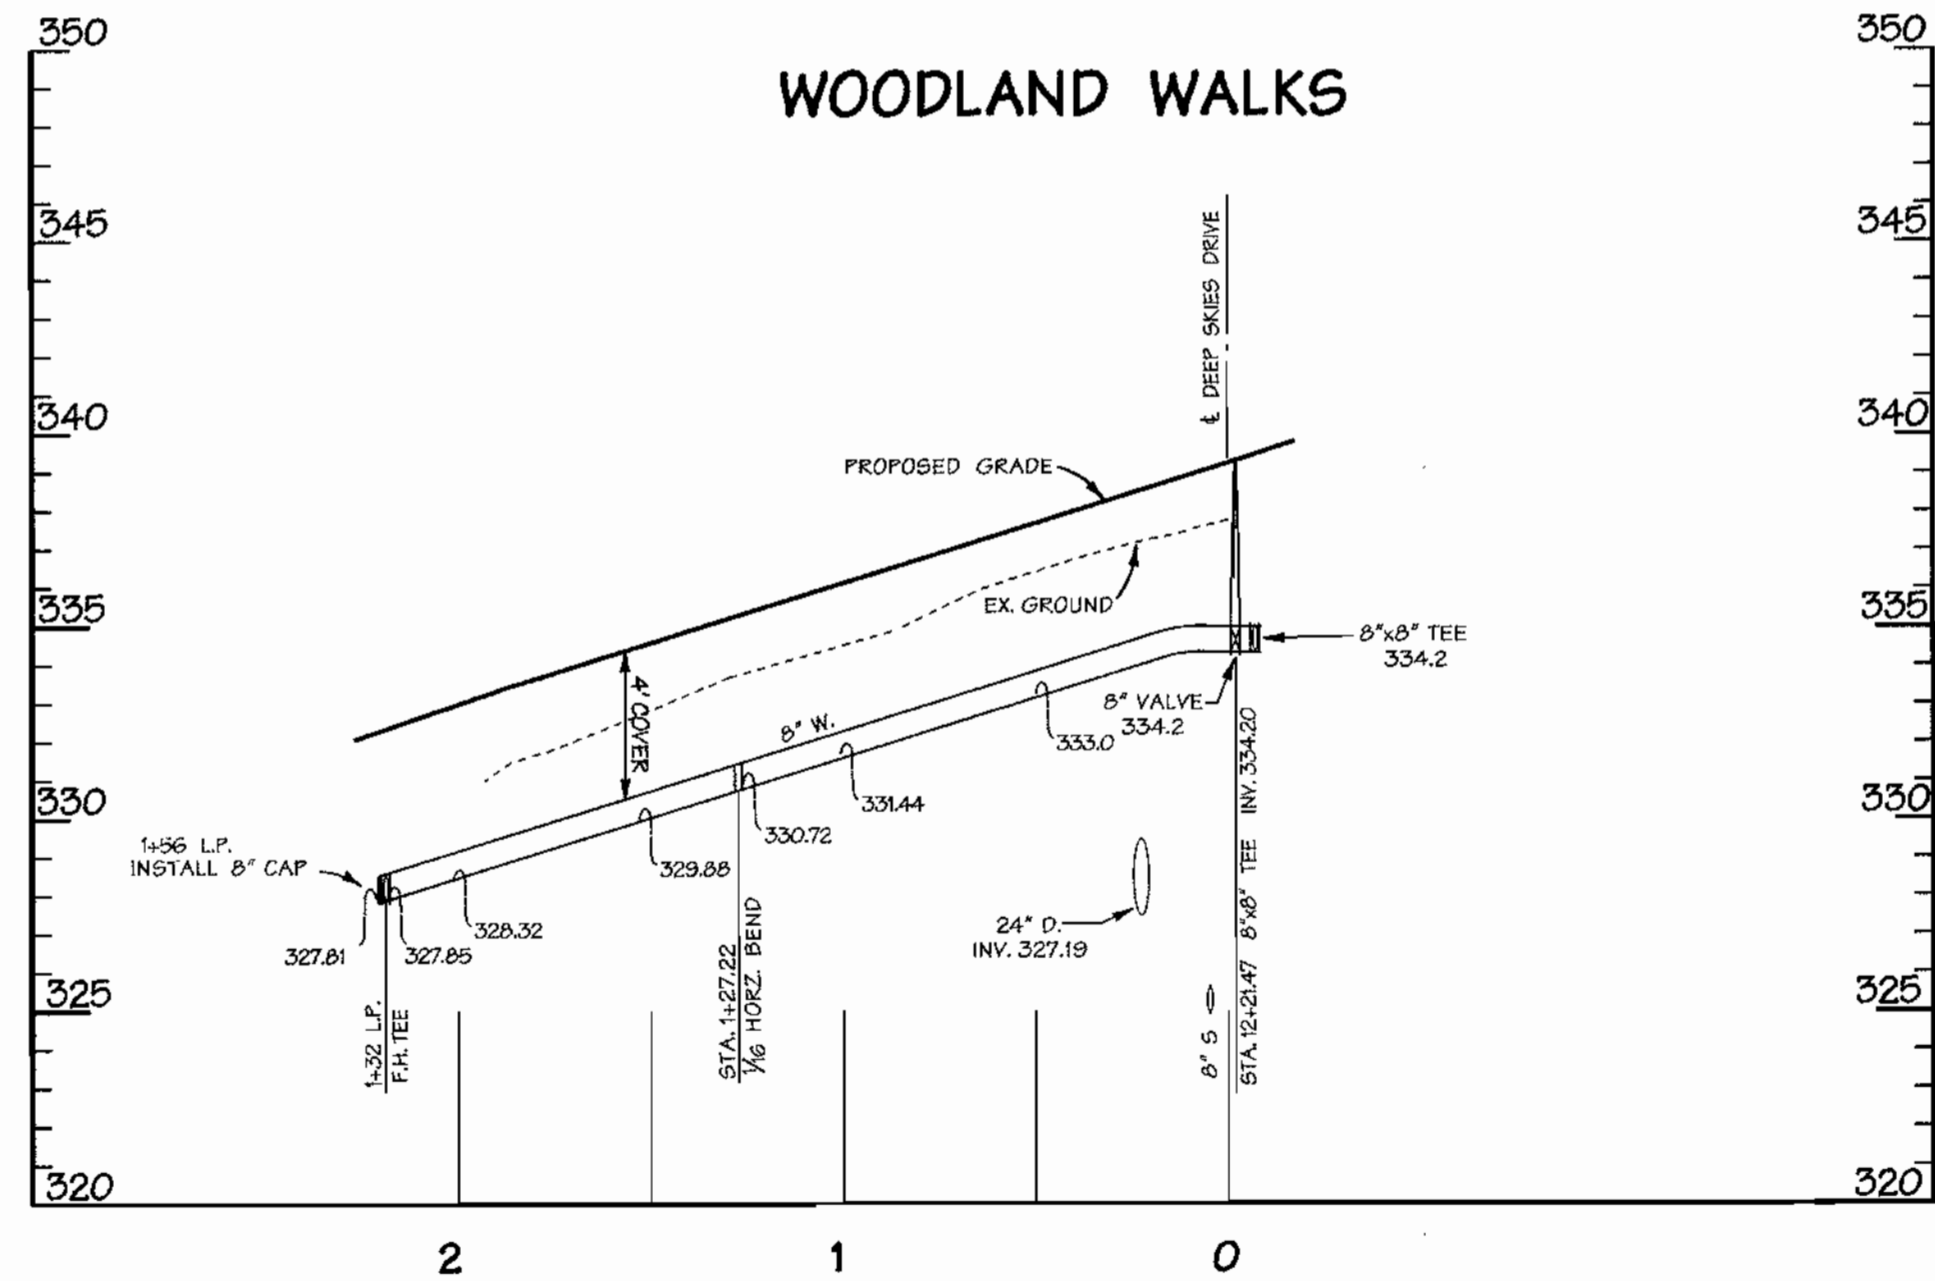 WOODLAND WALKS
350
350
345
345
340
340
335
335
330
330
325
325
320
320
℄ DEEP SKIES DRIVE
PROPOSED GRADE
EX. GROUND
8"x8" TEE
334.2
8" VALVE
334.2
4' COVER
8" W.
333.0
331.44
330.72
329.88
328.32
1+56 L.P.
INSTALL 8" CAP
327.81
327.85
24" D.
INV. 327.19
1+32 L.P.
F.H. TEE
STA. 1+27.22
1/16 HORZ. BEND
8" S
STA. 12+21.47 8"x8" TEE INV. 334.20
2
1
0